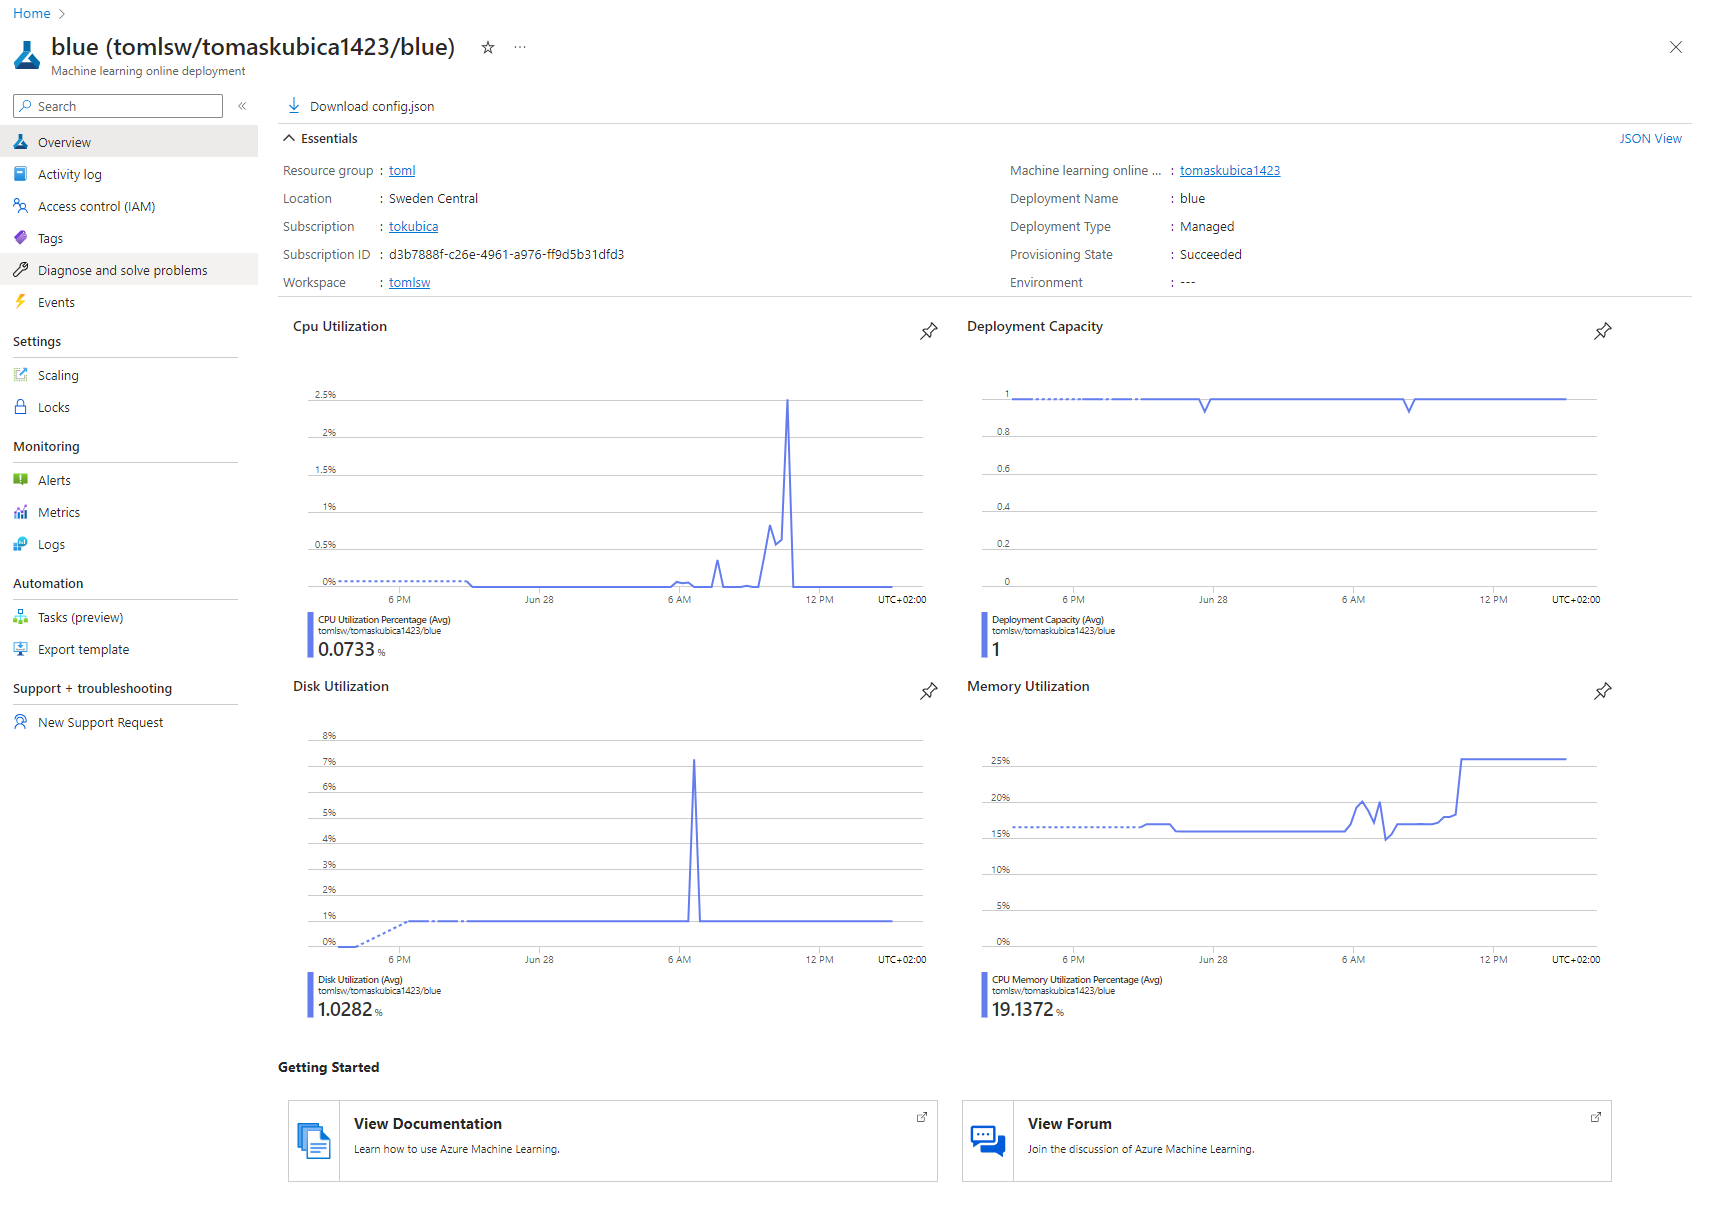 Home
blue (tomlsw/tomaskubica1423/blue)
Machine learning online deployment
Search
Overview
Activity log
Access control (IAM)
Tags
Diagnose and solve problems
Events
Settings
Scaling
Locks
Monitoring
Alerts
Metrics
Logs
Automation
Tasks (preview)
Export template
Support + troubleshooting
New Support Request
Download config.json
Essentials
JSON View
Resource group : toml
Location : Sweden Central
Subscription : tokubica
Subscription ID : d3b7888f-c26e-4961-a976-ff9d5b31dfd3
Workspace : tomlsw
Machine learning online ... : tomaskubica1423
Deployment Name : blue
Deployment Type : Managed
Provisioning State : Succeeded
Environment : ---
Cpu Utilization
2.5%
2%
1.5%
1%
0.5%
0%
6 PM Jun 28 6 AM 12 PM UTC+02:00
CPU Utilization Percentage (Avg)
tomlsw/tomaskubica1423/blue
0.0733 %
Deployment Capacity
1
0.8
0.6
0.4
0.2
0
6 PM Jun 28 6 AM 12 PM UTC+02:00
Deployment Capacity (Avg)
tomlsw/tomaskubica1423/blue
1
Disk Utilization
8%
7%
6%
5%
4%
3%
2%
1%
0%
6 PM Jun 28 6 AM 12 PM UTC+02:00
Disk Utilization (Avg)
tomlsw/tomaskubica1423/blue
1.0282 %
Memory Utilization
25%
20%
15%
10%
5%
0%
6 PM Jun 28 6 AM 12 PM UTC+02:00
CPU Memory Utilization Percentage (Avg)
tomlsw/tomaskubica1423/blue
19.1372 %
Getting Started
View Documentation
Learn how to use Azure Machine Learning.
View Forum
Join the discussion of Azure Machine Learning.